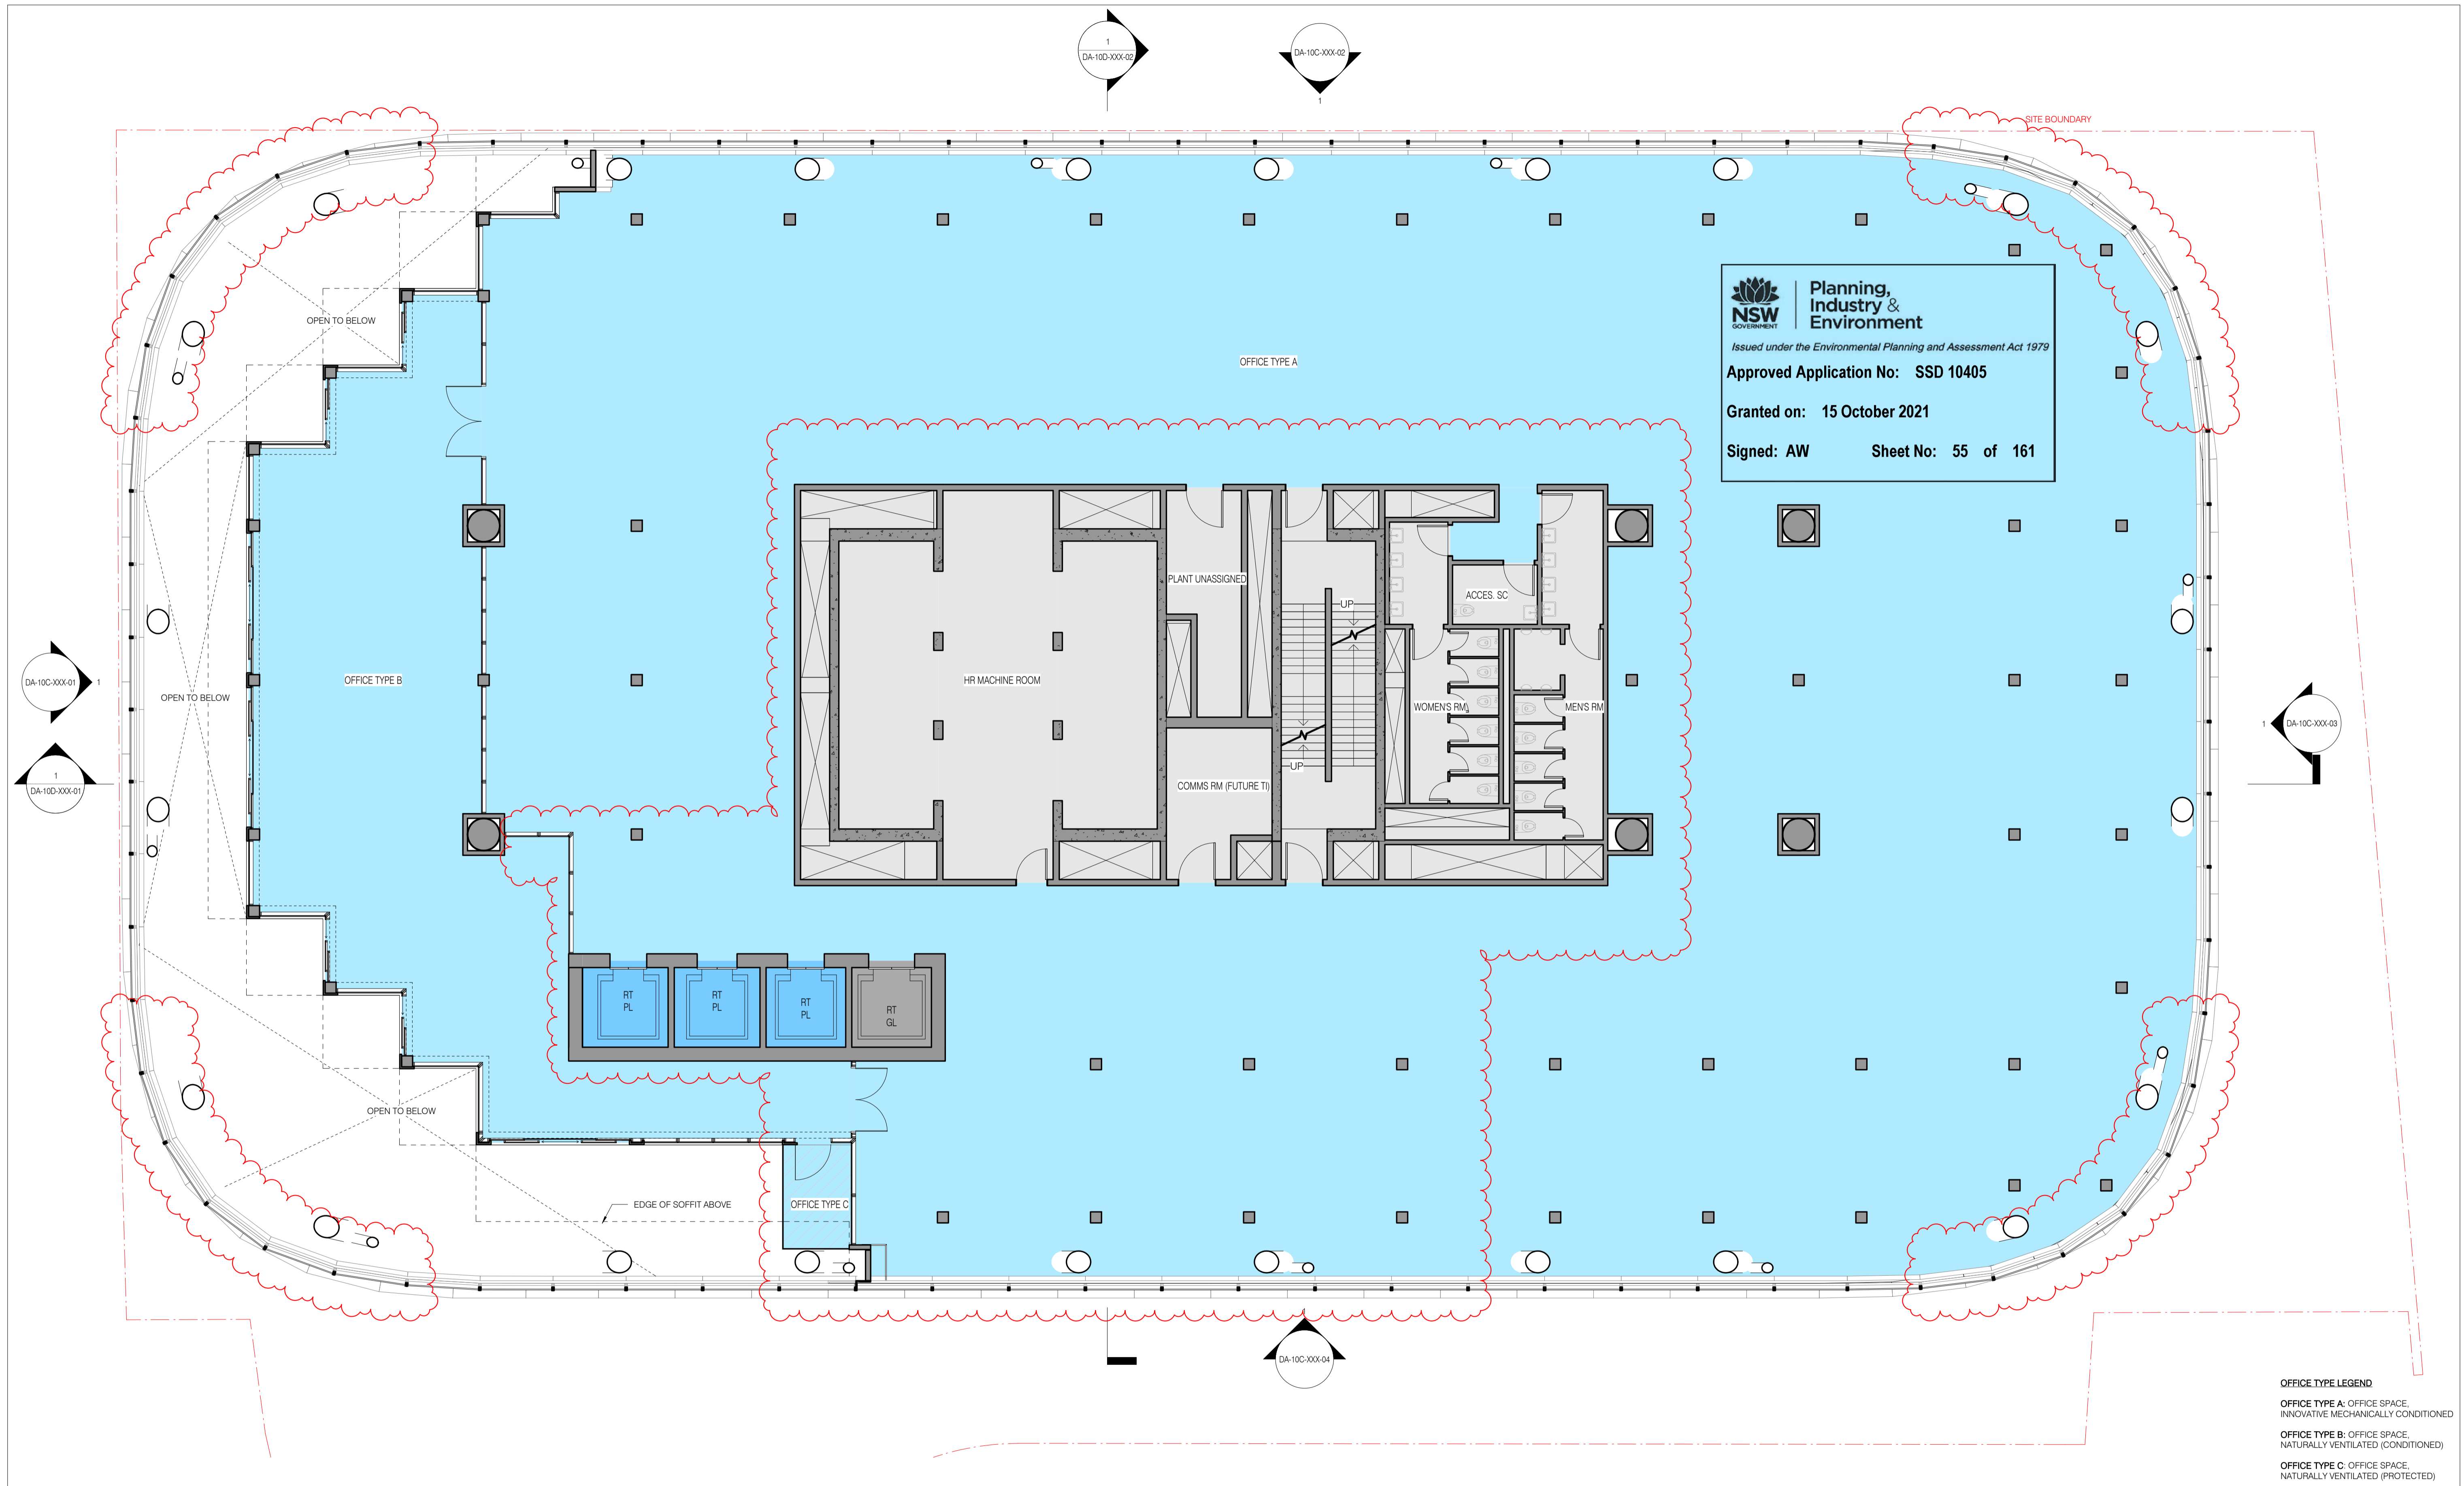 1
DA-10D-XXX-02
DA-10C-XXX-02
1
SITE BOUNDARY
NSW
GOVERNMENT
Planning,
Industry &
Environment
Issued under the Environmental Planning and Assessment Act 1979
Approved Application No: SSD 10405
Granted on: 15 October 2021
Signed: AW Sheet No: 55 of 161
OPEN TO BELOW
OFFICE TYPE A
PLANT UNASSIGNED
ACCES. SC
UP
DA-10C-XXX-01
1
OPEN TO BELOW
OFFICE TYPE B
HR MACHINE ROOM
WOMEN'S RM
MEN'S RM
1
DA-10C-XXX-03
1
DA-10D-XXX-01
UP
COMMS RM (FUTURE TI)
RT
PL
RT
PL
RT
PL
RT
GL
OPEN TO BELOW
EDGE OF SOFFIT ABOVE
OFFICE TYPE C
1
DA-10C-XXX-04
OFFICE TYPE LEGEND
OFFICE TYPE A: OFFICE SPACE,
INNOVATIVE MECHANICALLY CONDITIONED
OFFICE TYPE B: OFFICE SPACE,
NATURALLY VENTILATED (CONDITIONED)
OFFICE TYPE C: OFFICE SPACE,
NATURALLY VENTILATED (PROTECTED)